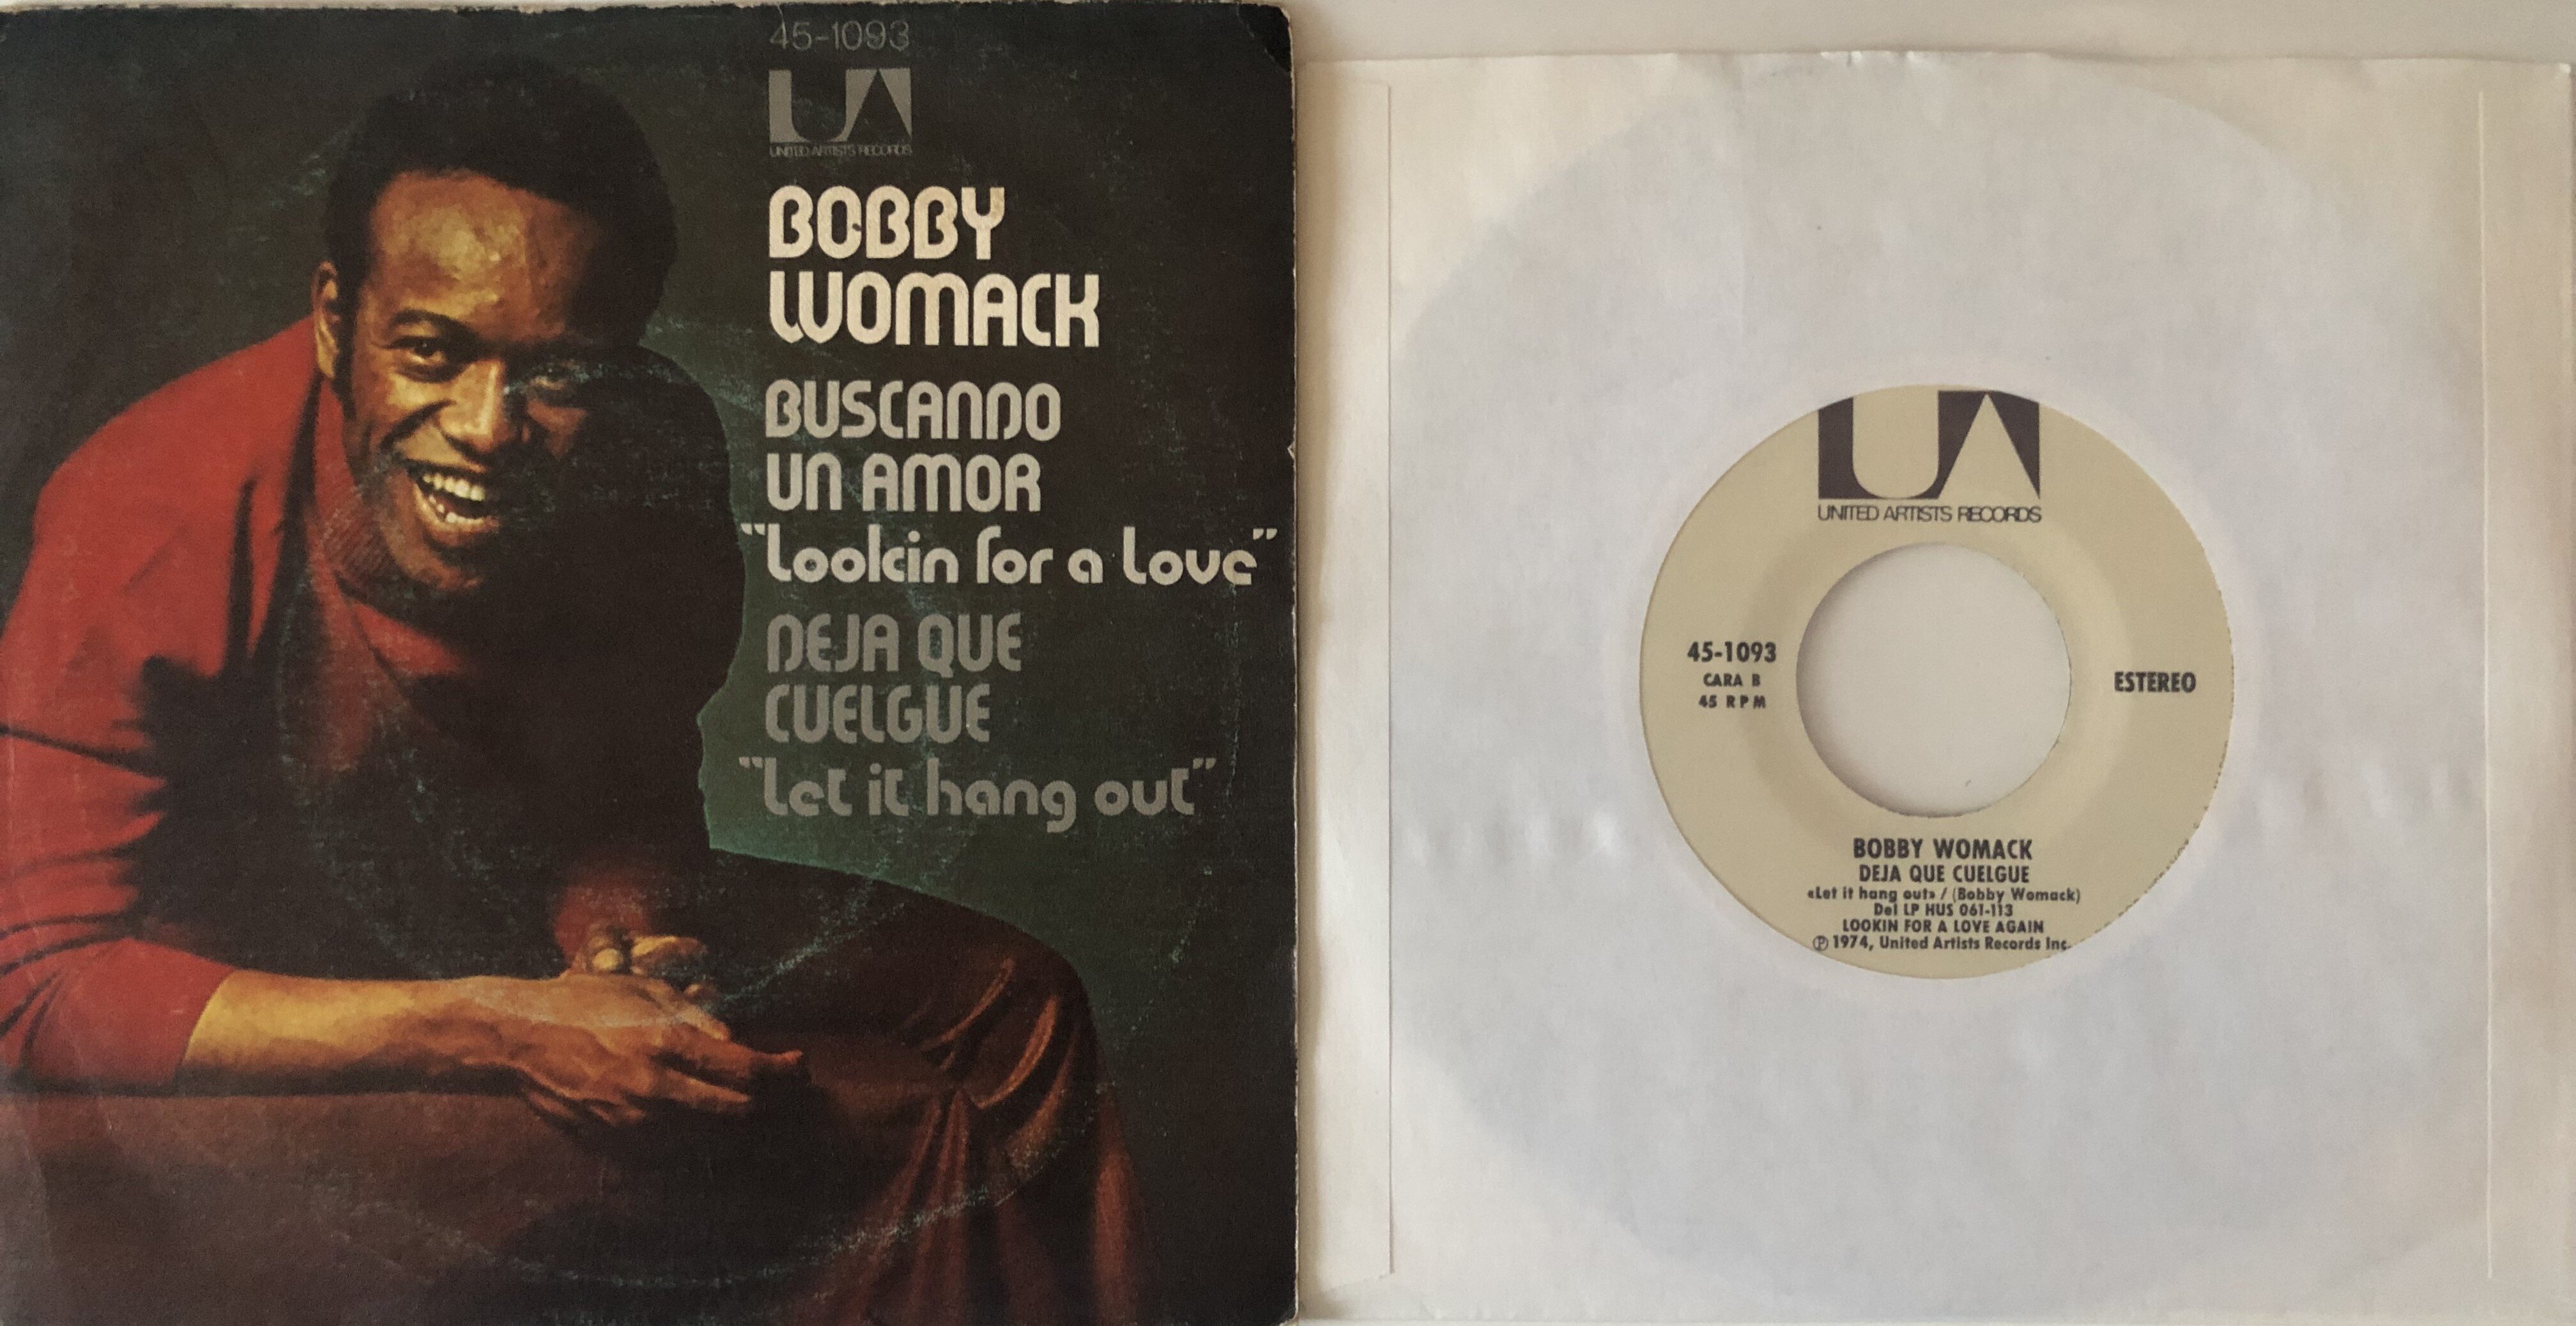 45-1093
UA
UNITED ARTISTS RECORDS
BOBBY
WOMACK
BUSCANDO
UN AMOR
"Lookin for a Love"
DEJA QUE
CUELGUE
"Let it hang out"
UA
UNITED ARTISTS RECORDS
45-1093
CARA B
45 RPM
ESTEREO
BOBBY WOMACK
DEJA QUE CUELGUE
«Let it hang out» / (Bobby Womack)
Del LP HUS 061-113
LOOKIN FOR A LOVE AGAIN
℗ 1974, United Artists Records Inc.